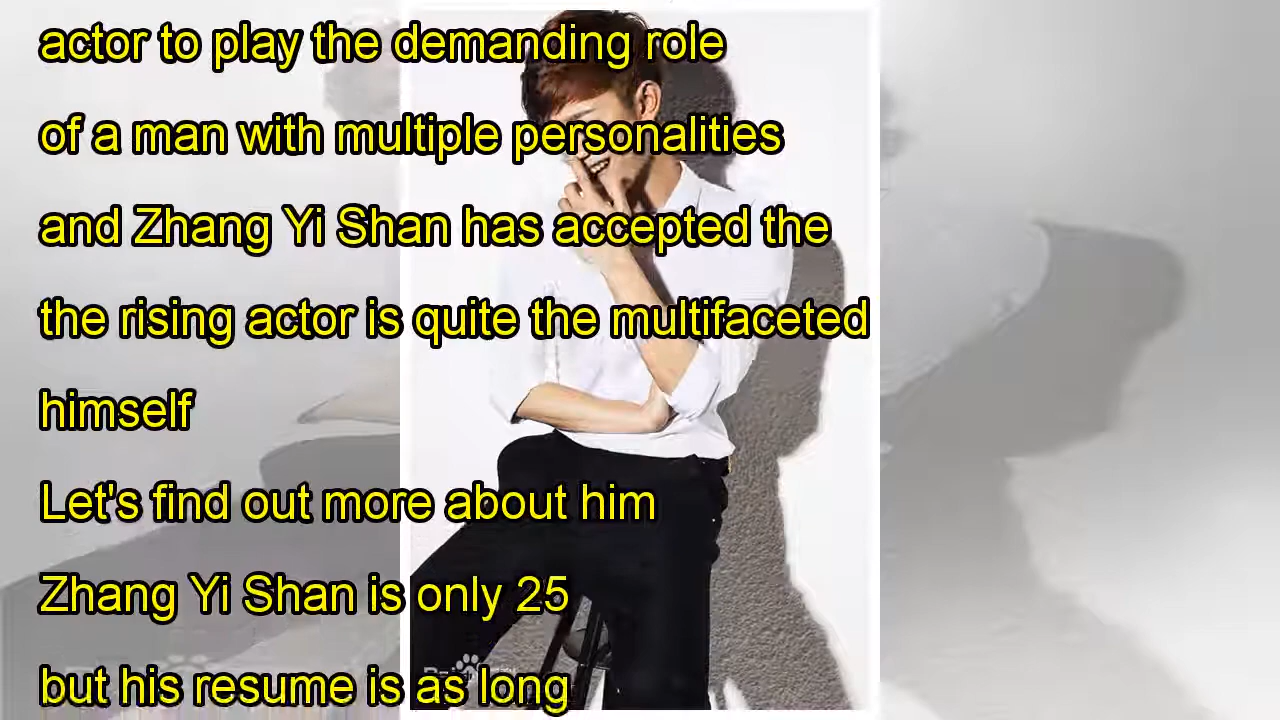 actor to play the demanding role
of a man with multiple personalities
and Zhang Yi Shan has accepted the
the rising actor is quite the multifaceted
himself
Let's find out more about him
Zhang Yi Shan is only 25
but his resume is as long